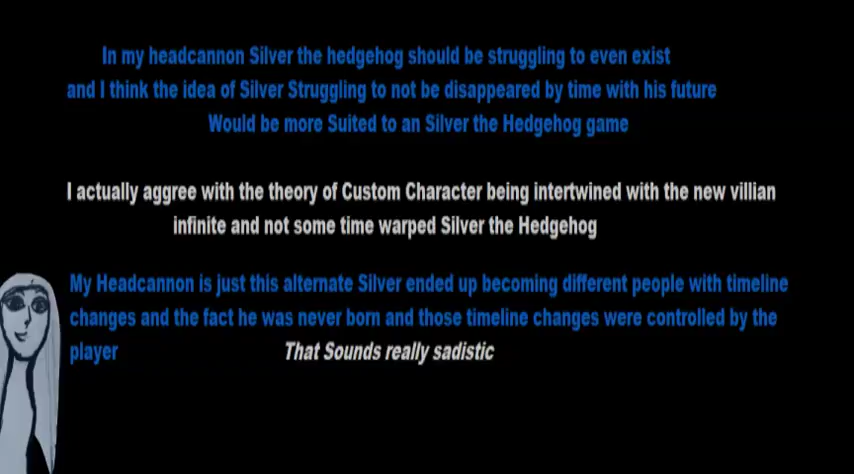 In my headcannon Silver the hedgehog should be struggling to even exist
and I think the idea of Silver Struggling to not be disappeared by time with his future
Would be more Suited to an Silver the Hedgehog game
I actually aggree with the theory of Custom Character being intertwined with the new villian
infinite and not some time warped Silver the Hedgehog
My Headcannon is just this alternate Silver ended up becoming different people with timeline
changes and the fact he was never born and those timeline changes were controlled by the
player That Sounds really sadistic